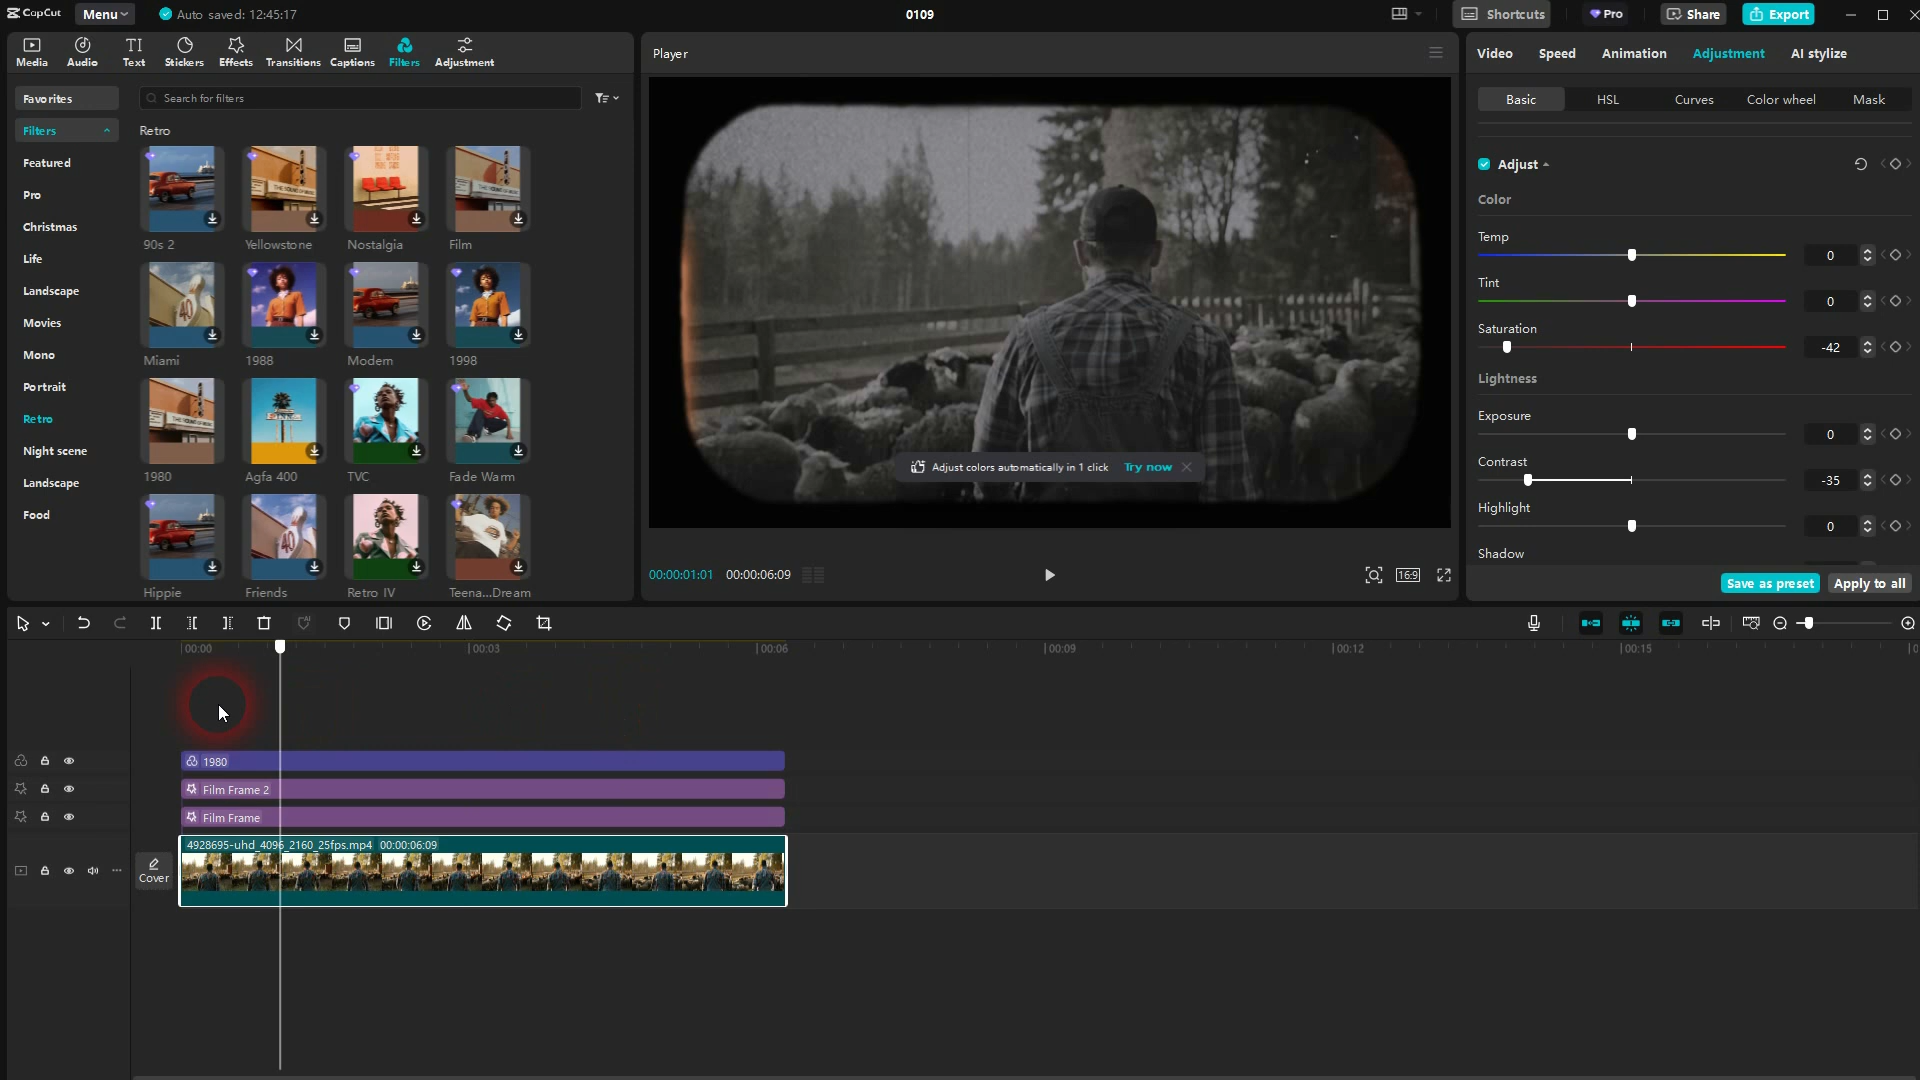 CapCut Menu Auto saved: 12:45:17 0109 Shortcuts Pro Share Export
Media Audio Text Stickers Effects Transitions Captions Filters Adjustment
Favorites
Filters
Featured
Pro
Christmas
Life
Landscape
Movies
Mono
Portrait
Retro
Night scene
Landscape
Food
Search for filters
Retro
90s 2 Yellowstone Nostalgia Film
Miami 1988 Modern 1998
1980 Agfa 400 TVC Fade Warm
Hippie Friends Retro IV Teena...Dream
Player
Adjust colors automatically in 1 click Try now
00:00:01:01 00:00:06:09
16:9
Video Speed Animation Adjustment AI stylize
Basic HSL Curves Color wheel Mask
Adjust
Color
Temp
0
Tint
0
Saturation
-42
Lightness
Exposure
0
Contrast
-35
Highlight
0
Shadow
Save as preset Apply to all
00:00 00:03 00:06 00:09 00:12 00:15
1980
Film Frame 2
Film Frame
4928695-uhd_4096_2160_25fps.mp4 00:00:06:09
Cover